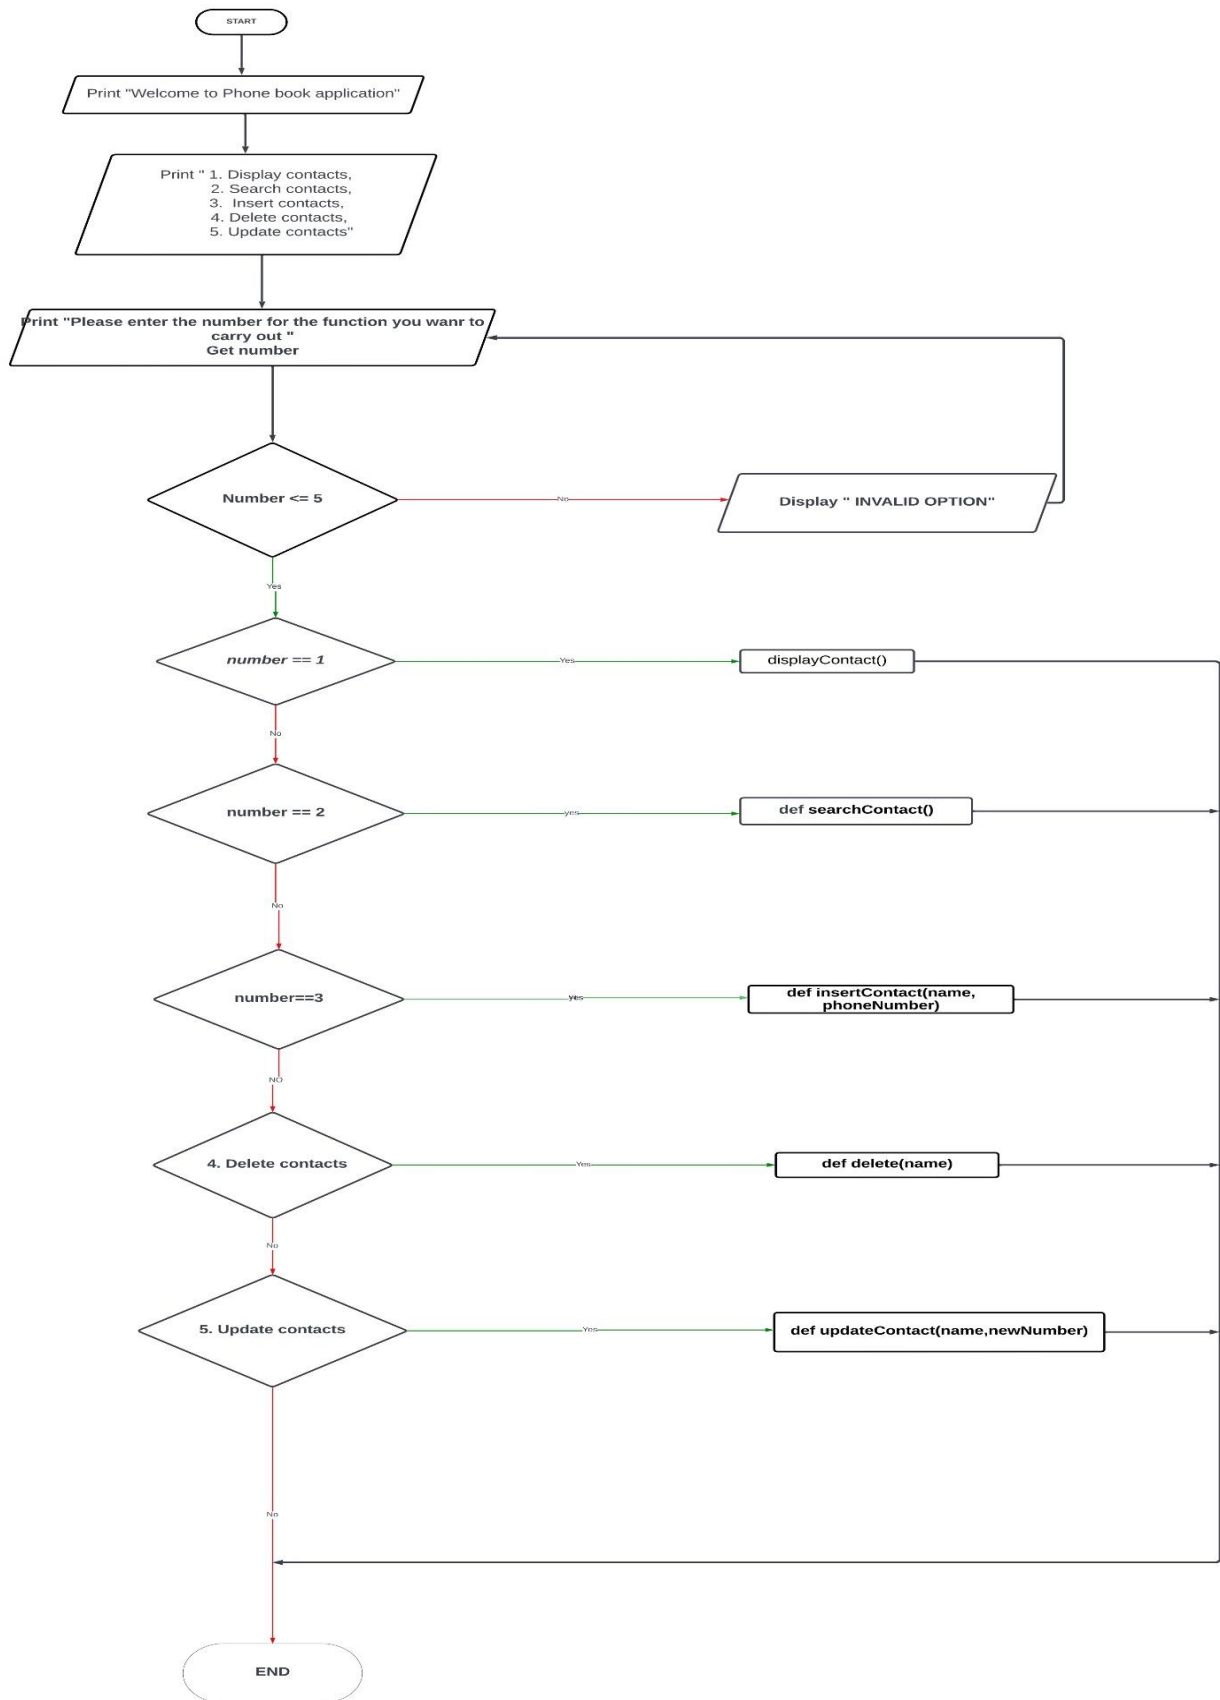 START
Print "Welcome to Phone book application"
Print " 1. Display contacts,
2. Search contacts,
3. Insert contacts,
4. Delete contacts,
5. Update contacts"
Print "Please enter the number for the function you wanr to
carry out "
Get number
Number <= 5
No
Display " INVALID OPTION"
Yes
number == 1
Yes
displayContact()
No
number == 2
yes
def searchContact()
No
number==3
yes
def insertContact(name,
phoneNumber)
NO
4. Delete contacts
Yes
def delete(name)
No
5. Update contacts
Yes
def updateContact(name,newNumber)
No
END